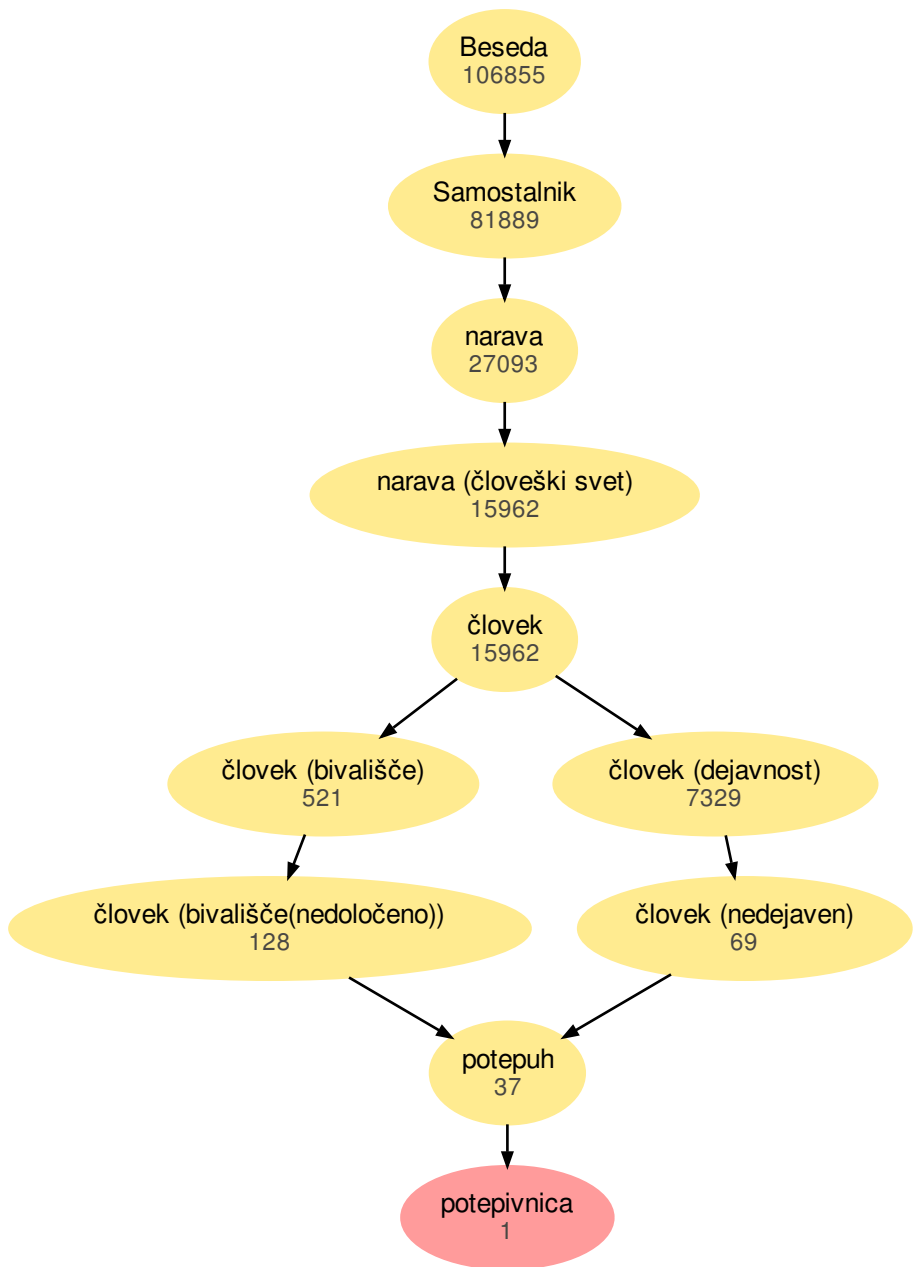 Beseda
106855
Samostalnik
81889
narava
27093
narava (človeški svet)
15962
človek
15962
človek (bivališče)
521
človek (dejavnost)
7329
človek (bivališče(nedoločeno))
128
človek (nedejaven)
69
potepuh
37
potepivnica
1